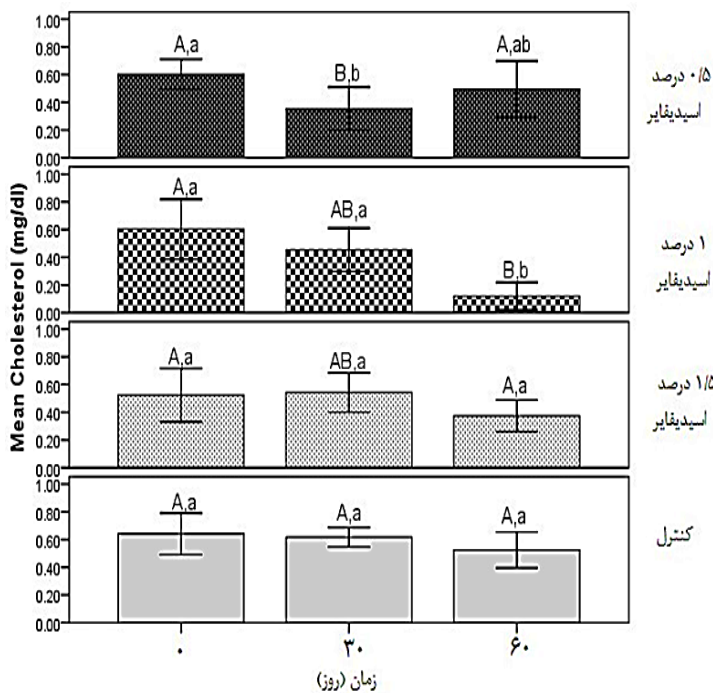 Mean Cholesterol (mg/dl)
1.00
0.80
0.60
0.40
0.20
0.00
A,a
B,b
A,ab
۰/۵ درصد
اسیدیفایر
1.00
0.80
0.60
0.40
0.20
0.00
A,a
AB,a
B,b
۱ درصد
اسیدیفایر
1.00
0.80
0.60
0.40
0.20
0.00
A,a
AB,a
A,a
۱/۵ درصد
اسیدیفایر
1.00
0.80
0.60
0.40
0.20
0.00
A,a
A,a
A,a
کنترل
۰ ۳۰ ۶۰
زمان (روز)